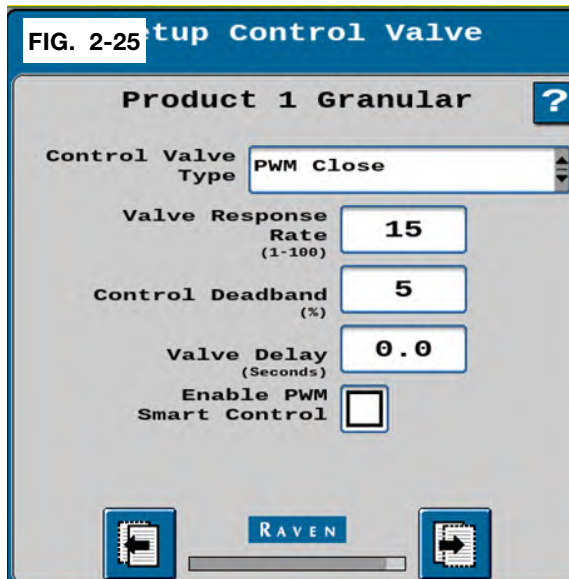 FIG. 2-25
etup Control Valve
Product 1 Granular
?
Control Valve
Type
PWM Close
Valve Response
Rate
(1-100)
15
Control Deadband
(%)
5
Valve Delay
(Seconds)
0.0
Enable PWM
Smart Control
RAVEN